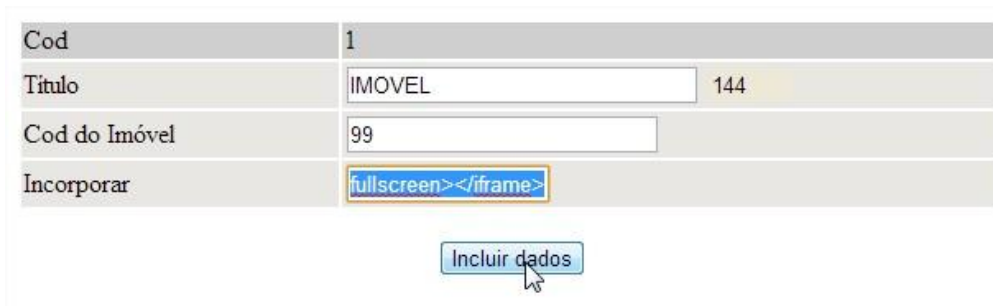 Cod 1
Título IMOVEL 144
Cod do Imóvel 99
Incorporar fullscreen></iframe>
Incluir dados